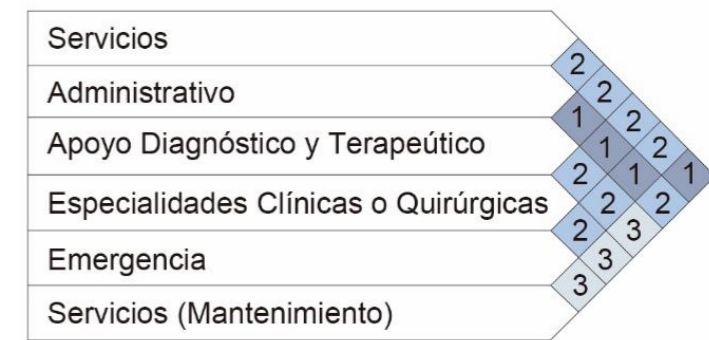 Servicios
2
Administrativo 2
1 2
Apoyo Diagnóstico y Terapeútico 1 2
2 1 1
Especialidades Clínicas o Quirúrgicas 2 2
2 3
Emergencia 3
3
Servicios (Mantenimiento)